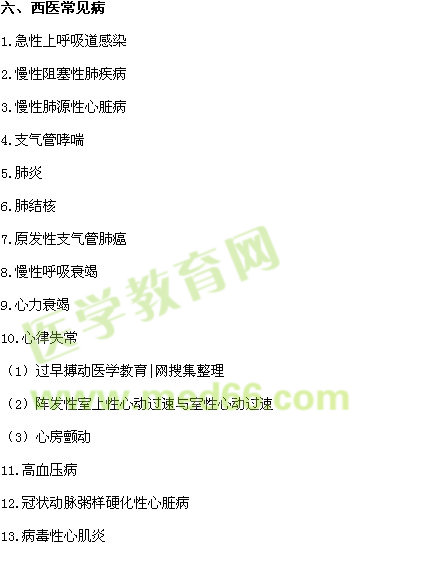 六、西医常见病
1.急性上呼吸道感染
2.慢性阻塞性肺疾病
3.慢性肺源性心脏病
4.支气管哮喘
5.肺炎
6.肺结核
7.原发性支气管肺癌
8.慢性呼吸衰竭
9.心力衰竭
10.心律失常
（1）过早搏动医学教育|网搜集整理
（2）阵发性室上性心动过速与室性心动过速
（3）心房颤动
11.高血压病
12.冠状动脉粥样硬化性心脏病
13.病毒性心肌炎
医学教育网
www.med66.com